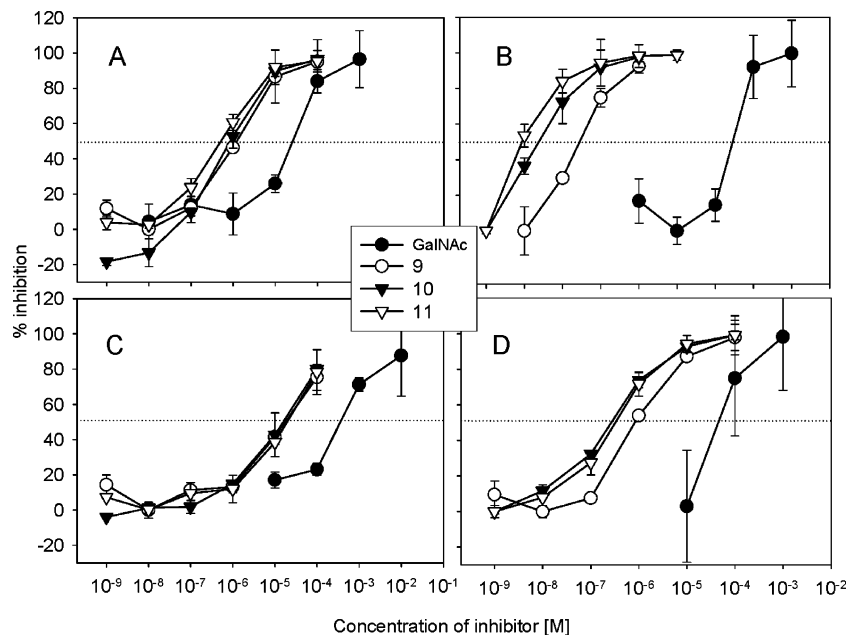 120
100
80
60
40
20
0
-20
A
B
GalNAc
9
10
11
% inhibition
120
100
80
60
40
20
0
-20
C
D
10⁻⁹ 10⁻⁸ 10⁻⁷ 10⁻⁶ 10⁻⁵ 10⁻⁴ 10⁻³ 10⁻² 10⁻¹
10⁻⁹ 10⁻⁸ 10⁻⁷ 10⁻⁶ 10⁻⁵ 10⁻⁴ 10⁻³ 10⁻²
Concentration of inhibitor [M]